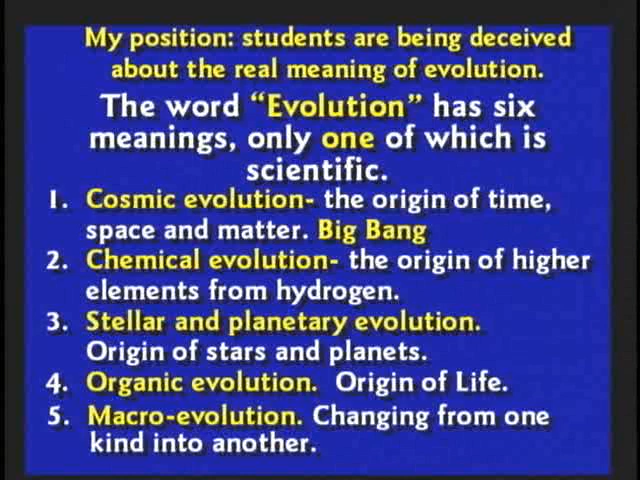 My position: students are being deceived
about the real meaning of evolution.
The word “Evolution” has six
meanings, only one of which is
scientific.
1. Cosmic evolution- the origin of time,
space and matter. Big Bang
2. Chemical evolution- the origin of higher
elements from hydrogen.
3. Stellar and planetary evolution.
Origin of stars and planets.
4. Organic evolution. Origin of Life.
5. Macro-evolution. Changing from one
kind into another.